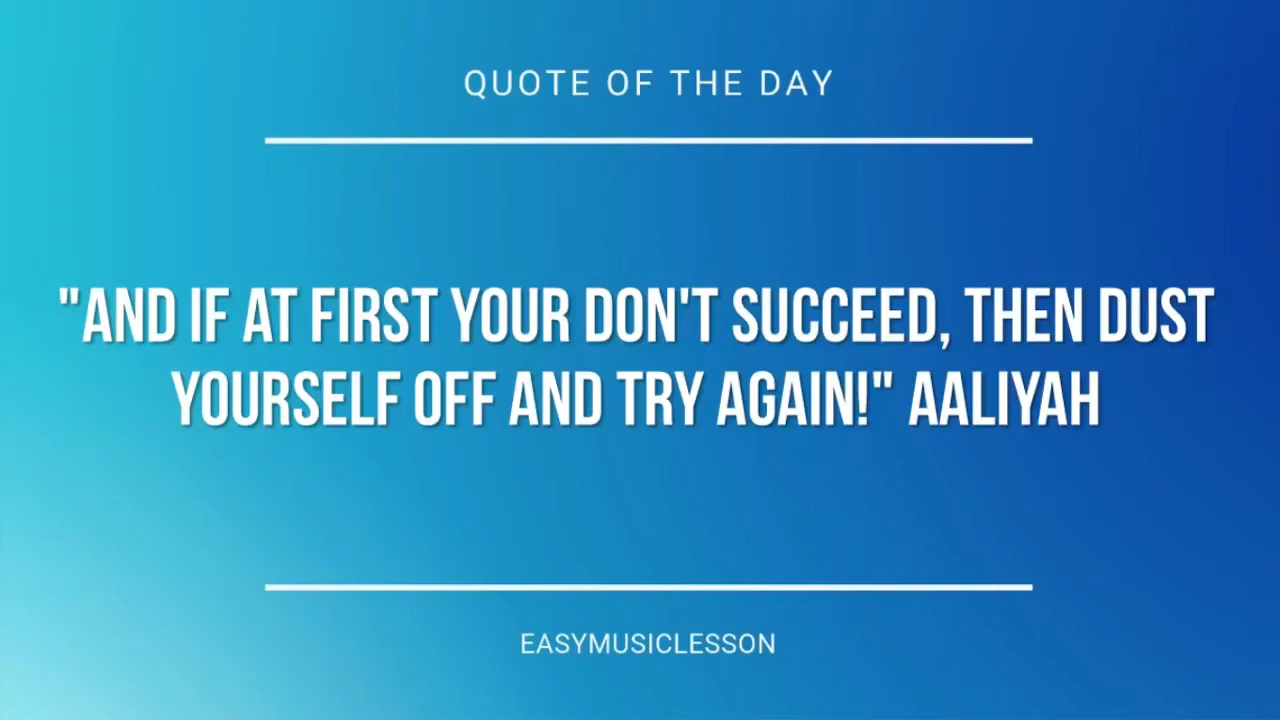 QUOTE OF THE DAY
"AND IF AT FIRST YOUR DON'T SUCCEED, THEN DUST
YOURSELF OFF AND TRY AGAIN!" AALIYAH
EASYMUSICLESSON